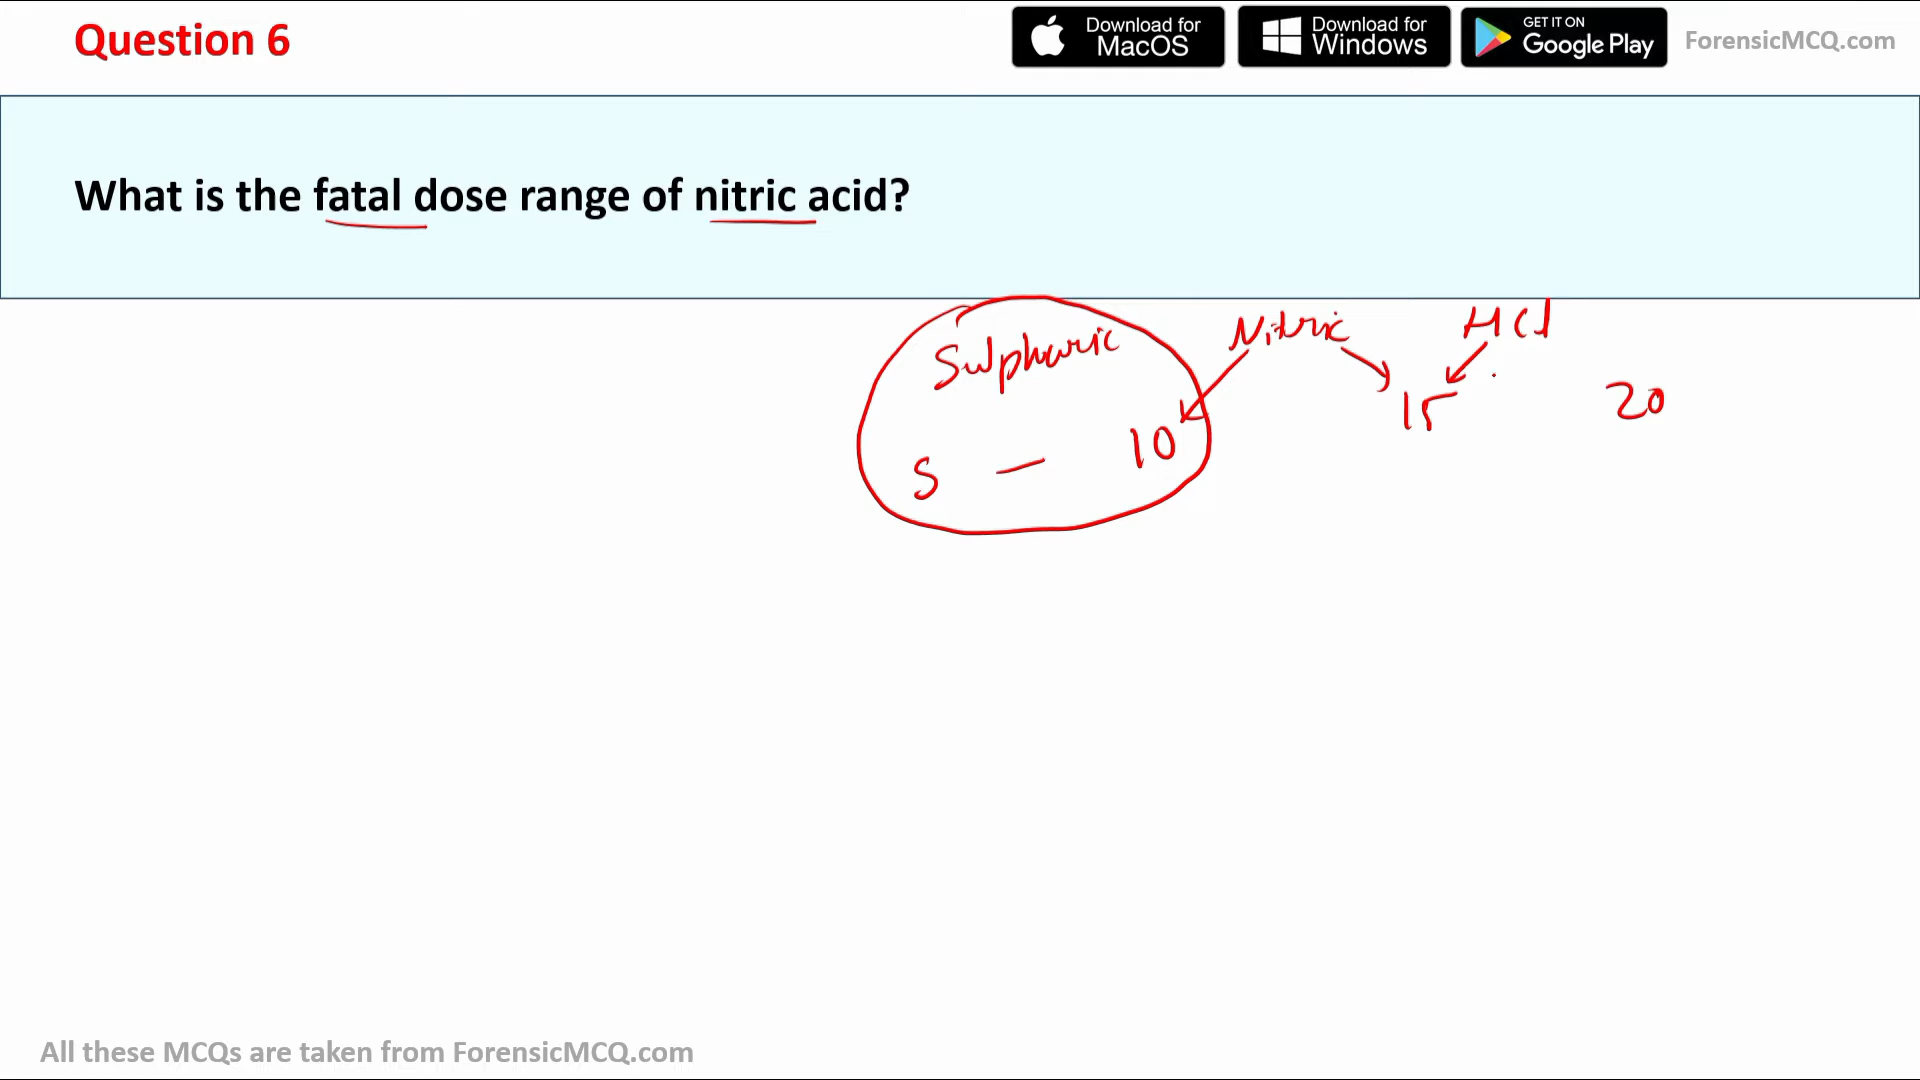 Question 6
Download for MacOS
Download for Windows
GET IT ON Google Play
ForensicMCQ.com
What is the fatal dose range of nitric acid?
Sulphuric
Nitric
HCl
5 — 10
15
20
All these MCQs are taken from ForensicMCQ.com